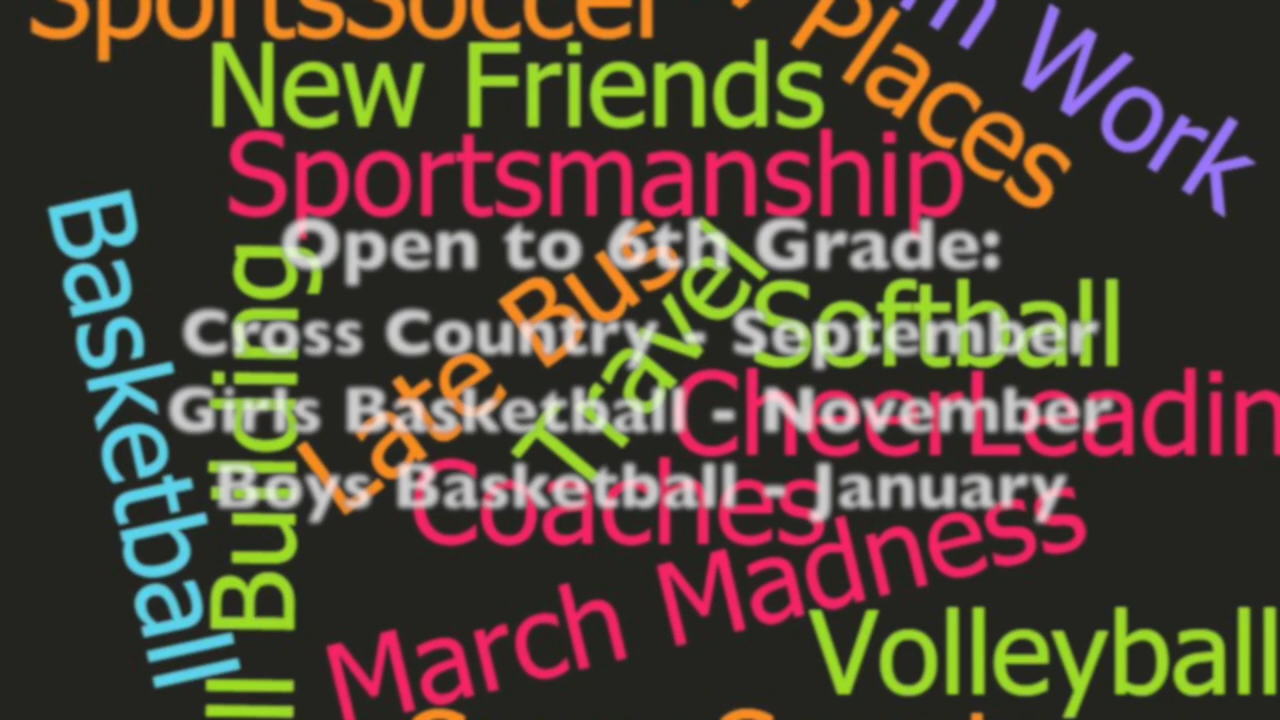 SportsSoccer
Places
m Work
New Friends
Sportsmanship
Basketball
Building
Late Bus
Travel
Open to 6th Grade:
Softball
Cross Country - September
CheerLeadin
Girls Basketball - November
Coaches
Boys Basketball - January
March Madness
Volleyball